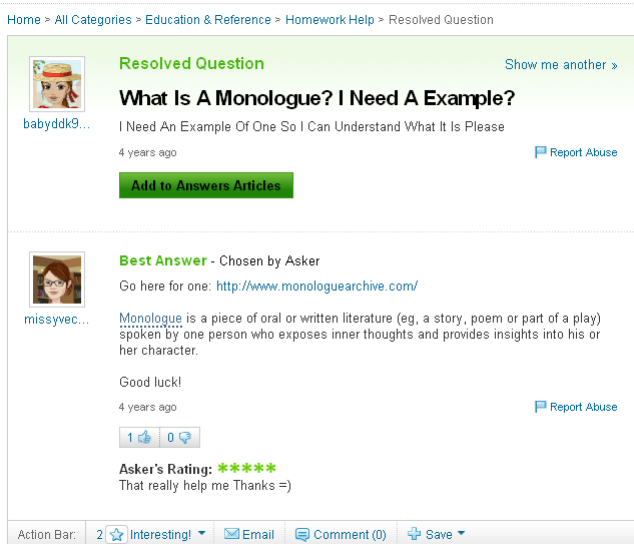 Home > All Categories > Education & Reference > Homework Help > Resolved Question
Resolved Question
Show me another »
What Is A Monologue? I Need A Example?
babyddk9...
I Need An Example Of One So I Can Understand What It Is Please
4 years ago
Report Abuse
Add to Answers Articles
Best Answer - Chosen by Asker
Go here for one: http://www.monologuearchive.com/
missyvec...
Monologue is a piece of oral or written literature (eg, a story, poem or part of a play)
spoken by one person who exposes inner thoughts and provides insights into his or
her character.
Good luck!
4 years ago
Report Abuse
1 0
Asker's Rating: *****
That really help me Thanks =)
Action Bar: 2 Interesting! Email Comment (0) Save